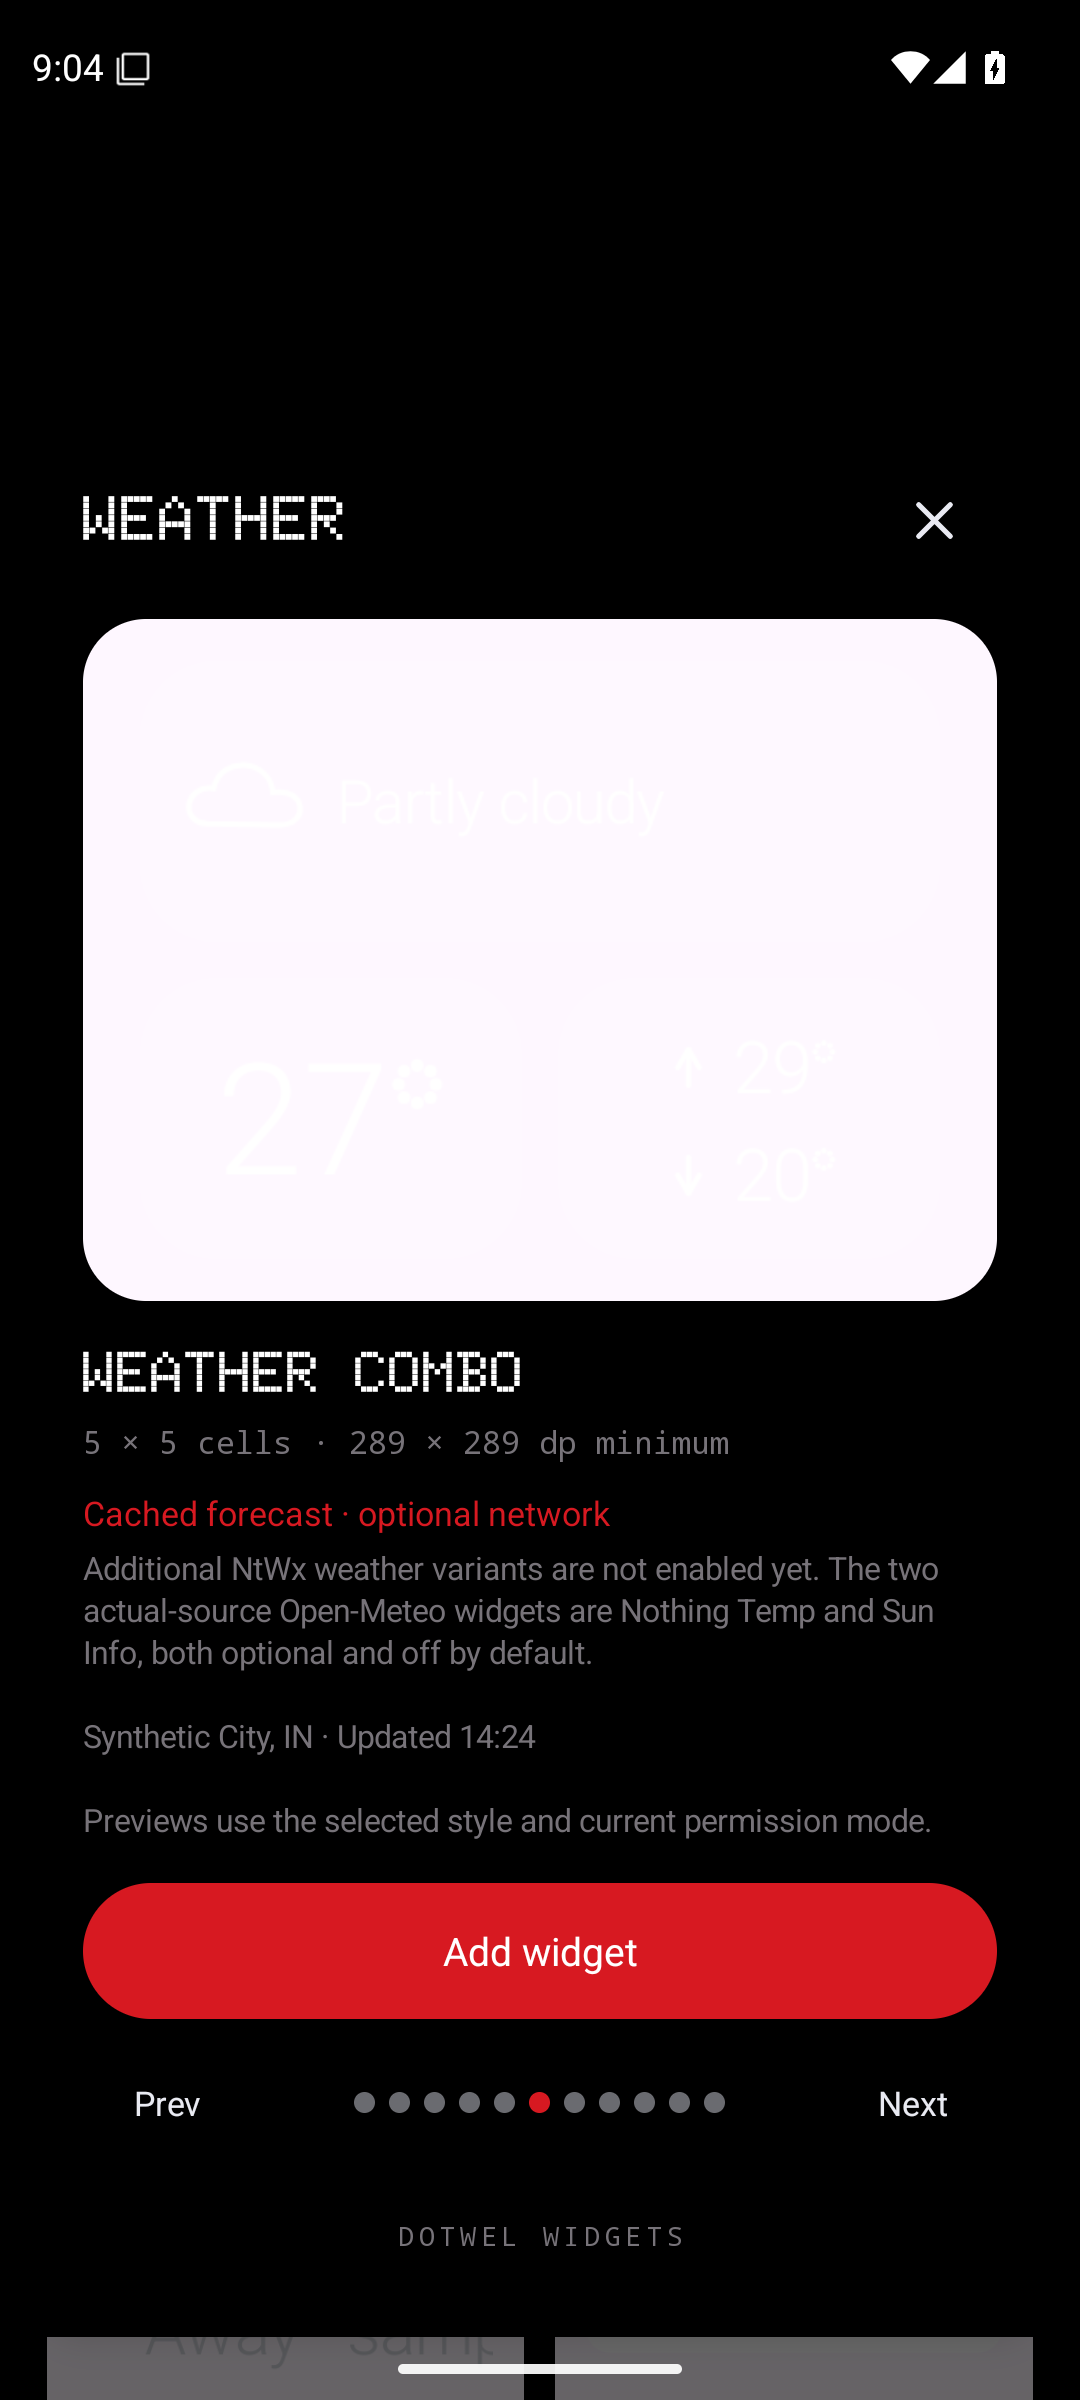 9:04
WEATHER
Partly cloudy
27°
↑ 29°
↓ 20°
WEATHER COMBO
5 × 5 cells · 289 × 289 dp minimum
Cached forecast · optional network
Additional NtWx weather variants are not enabled yet. The two
actual-source Open-Meteo widgets are Nothing Temp and Sun
Info, both optional and off by default.
Synthetic City, IN · Updated 14:24
Previews use the selected style and current permission mode.
Add widget
Prev
Next
DOTWEL WIDGETS
Away